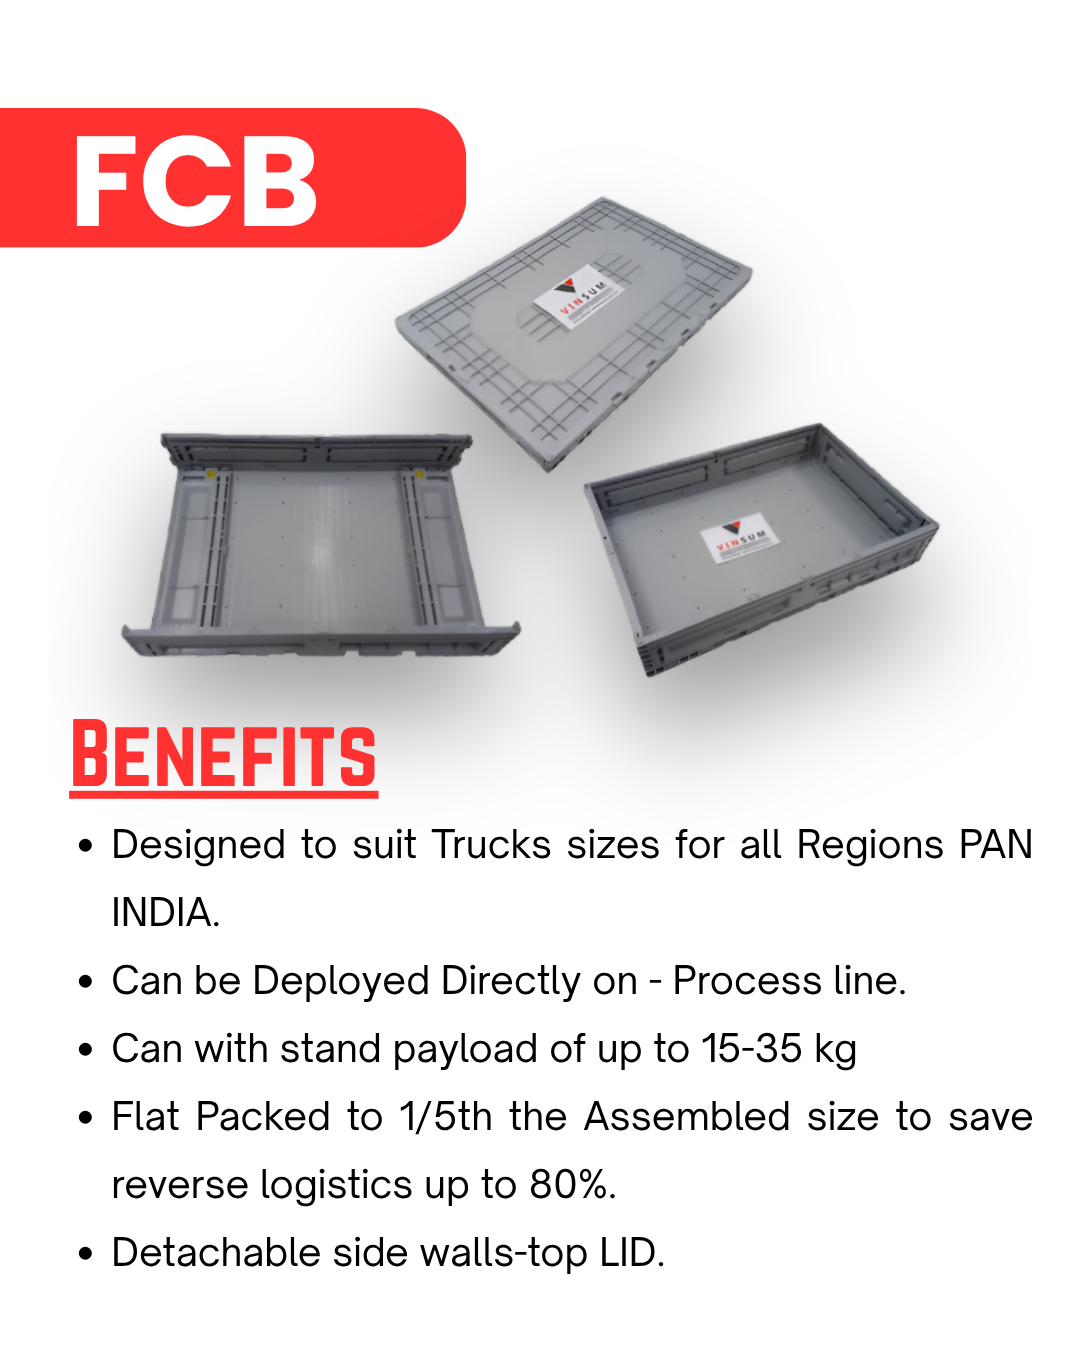 FCB
VINSUM
VINSUM
BENEFITS
• Designed to suit Trucks sizes for all Regions PAN
INDIA.
• Can be Deployed Directly on - Process line.
• Can with stand payload of up to 15-35 kg
• Flat Packed to 1/5th the Assembled size to save
reverse logistics up to 80%.
• Detachable side walls-top LID.